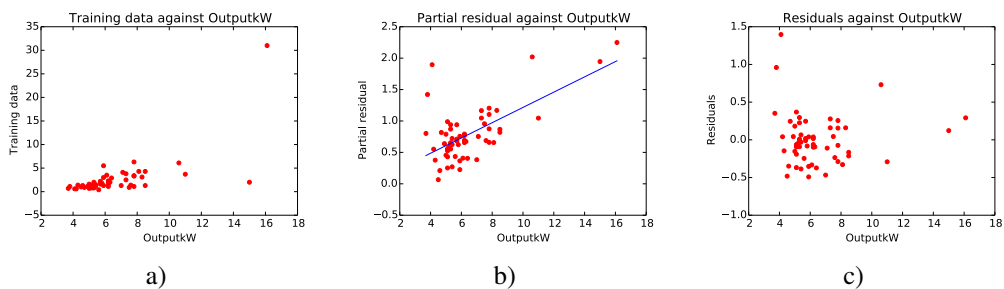 Training data against OutputkW
Training data
35
30
25
20
15
10
5
0
−5
2 4 6 8 10 12 14 16 18
OutputkW
a)
Partial residual against OutputkW
Partial residual
2.5
2.0
1.5
1.0
0.5
0.0
−0.5
2 4 6 8 10 12 14 16 18
OutputkW
b)
Residuals against OutputkW
Residuals
1.5
1.0
0.5
0.0
−0.5
−1.0
2 4 6 8 10 12 14 16 18
OutputkW
c)